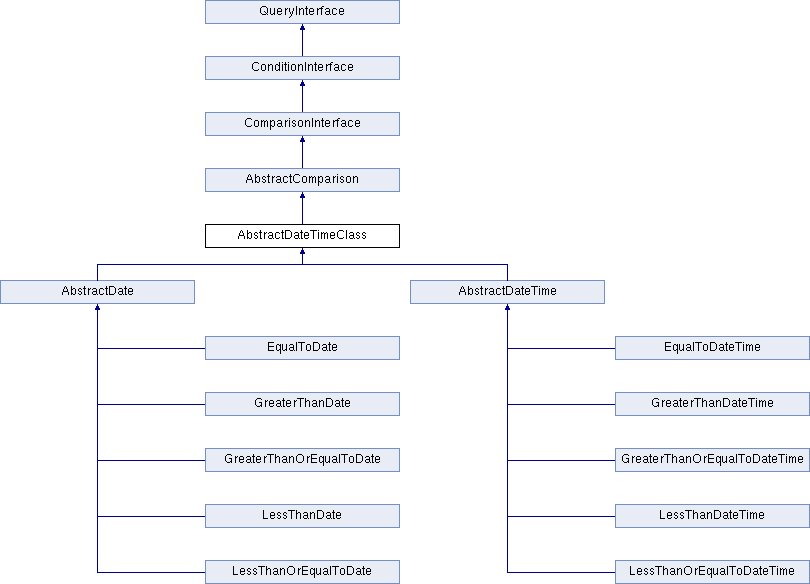 QueryInterface
ConditionInterface
ComparisonInterface
AbstractComparison
AbstractDateTimeClass
AbstractDate
AbstractDateTime
EqualToDate
EqualToDateTime
GreaterThanDate
GreaterThanDateTime
GreaterThanOrEqualToDate
GreaterThanOrEqualToDateTime
LessThanDate
LessThanDateTime
LessThanOrEqualToDate
LessThanOrEqualToDateTime